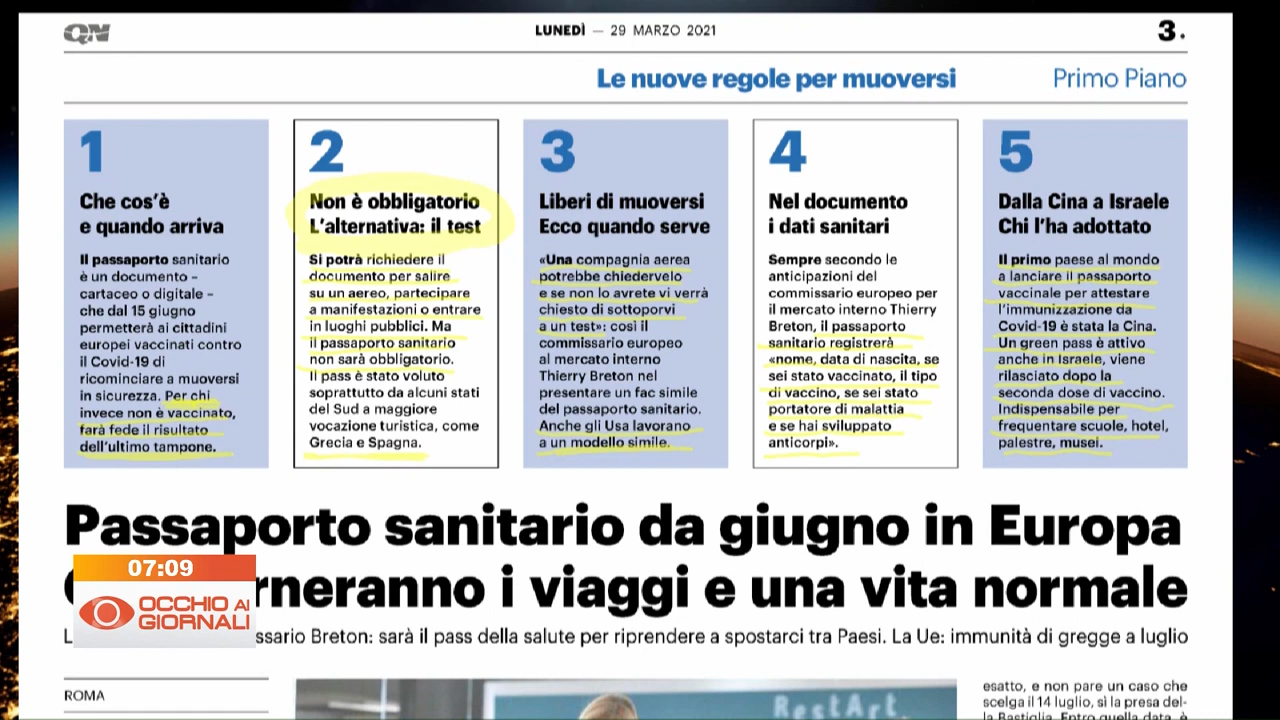 QN
LUNEDÌ — 29 MARZO 2021
3.
Le nuove regole per muoversi
Primo Piano
1
Che cos'è
e quando arriva
Il passaporto sanitario
è un documento –
cartaceo o digitale –
che dal 15 giugno
permetterà ai cittadini
europei vaccinati contro
il Covid-19 di
ricominciare a muoversi
in sicurezza. Per chi
invece non è vaccinato,
farà fede il risultato
dell'ultimo tampone.
2
Non è obbligatorio
L'alternativa: il test
Si potrà richiedere il
documento per salire
su un aereo, partecipare
a manifestazioni o entrare
in luoghi pubblici. Ma
il passaporto sanitario
non sarà obbligatorio.
Il pass è stato voluto
soprattutto da alcuni stati
del Sud a maggiore
vocazione turistica, come
Grecia e Spagna.
3
Liberi di muoversi
Ecco quando serve
«Una compagnia aerea
potrebbe chiedervelo
e se non lo avrete vi verrà
chiesto di sottoporvi
a un test»: così il
commissario europeo
al mercato interno
Thierry Breton nel
presentare un fac simile
del passaporto sanitario.
Anche gli Usa lavorano
a un modello simile.
4
Nel documento
i dati sanitari
Sempre secondo le
anticipazioni del
commissario europeo per
il mercato interno Thierry
Breton, il passaporto
sanitario registrerà
«nome, data di nascita, se
sei stato vaccinato, il tipo
di vaccino, se sei stato
portatore di malattia
e se hai sviluppato
anticorpi».
5
Dalla Cina a Israele
Chi l'ha adottato
Il primo paese al mondo
a lanciare il passaporto
vaccinale per attestare
l'immunizzazione da
Covid-19 è stata la Cina.
Un green pass è attivo
anche in Israele, viene
rilasciato dopo la
seconda dose di vaccino.
Indispensabile per
frequentare scuole, hotel,
palestre, musei.
Passaporto sanitario da giugno in Europa
rneranno i viaggi e una vita normale
07:09
OCCHIO AI
GIORNALI
ssario Breton: sarà il pass della salute per riprendere a spostarci tra Paesi. La Ue: immunità di gregge a luglio
ROMA
RestArt.
esatto, e non pare un caso che
scelga il 14 luglio, sì la presa del-
la Bastiglia. Entro quella data, è